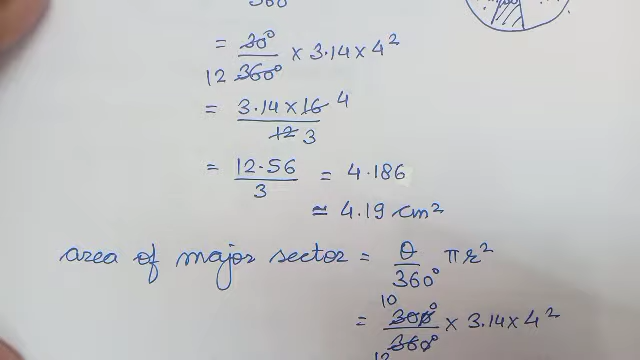 360
= 30° / 360° × 3.14 × 4²
12
= 3.14 × 16 / 12 4
3
= 12.56 / 3 = 4.186
≃ 4.19 cm²
area of major sector = θ / 360° πr²
10
= 300° / 360° × 3.14 × 4²
12